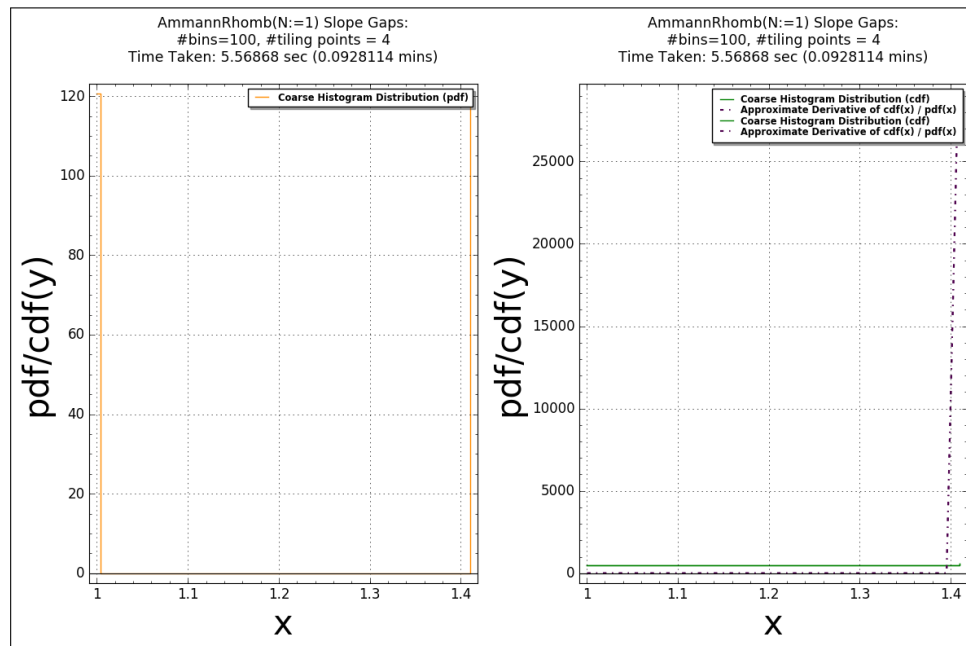 AmmannRhomb(N:=1) Slope Gaps:
#bins=100, #tiling points = 4
Time Taken: 5.56868 sec (0.0928114 mins)
Coarse Histogram Distribution (pdf)
120
100
80
60
40
20
0
pdf/cdf(y)
1
1.1
1.2
1.3
1.4
x
AmmannRhomb(N:=1) Slope Gaps:
#bins=100, #tiling points = 4
Time Taken: 5.56868 sec (0.0928114 mins)
Coarse Histogram Distribution (cdf)
Approximate Derivative of cdf(x) / pdf(x)
Coarse Histogram Distribution (cdf)
Approximate Derivative of cdf(x) / pdf(x)
25000
20000
15000
10000
5000
0
pdf/cdf(y)
1
1.1
1.2
1.3
1.4
x